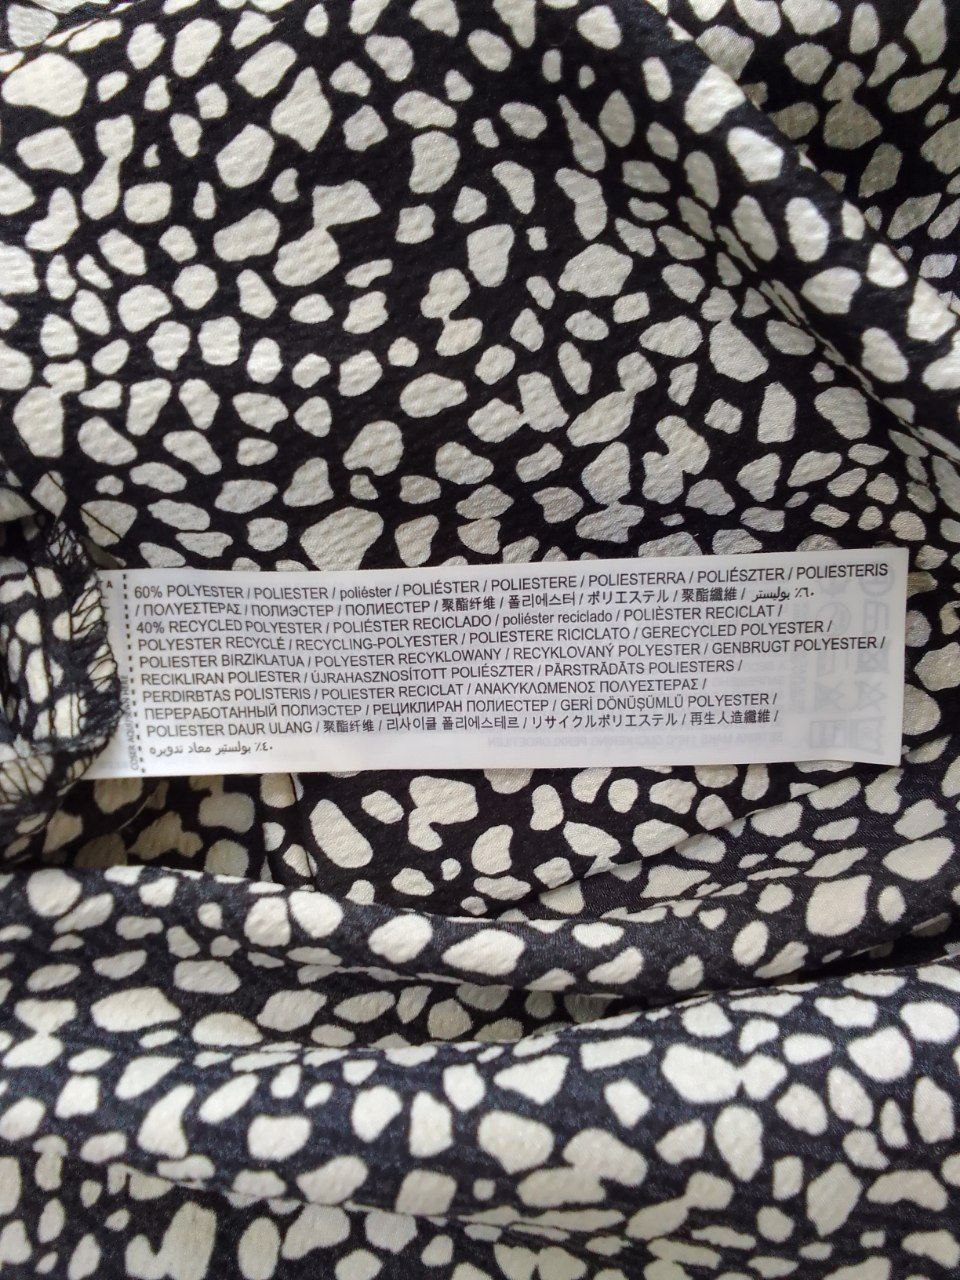 60% POLYESTER / POLIESTER / poliéster / POLIÉSTER / POLIESTERE / POLIESTERRA / POLIÉSZTER / POLIESTERIS
/ ΠΟΛΥΕΣΤΕΡΑΣ / ПОЛИЭСТЕР / ПОЛИЕСТЕР / 聚酯纤维 / 폴리에스터 / ポリエステル / 聚酯纖維 / ٦٠٪ بوليستر
40% RECYCLED POLYESTER / POLIÉSTER RECICLADO / poliéster reciclado / POLIESTER RECICLAT /
POLYESTER RECYCLÉ / RECYCLING-POLYESTER / POLIESTERE RICICLATO / GERECYCLED POLYESTER /
POLIESTER BIRZIKLATUA / POLYESTER RECYKLOWANY / RECYKLOVANÝ POLYESTER / GENBRUGT POLYESTER /
RECIKLIRAN POLIESTER / ÚJRAHASZNOSÍTOTT POLIÉSZTER / PĀRSTRĀDĀTS POLIESTERS /
PERDIRBTAS POLISTERIS / POLIESTER RECICLAT / ΑΝΑΚΥΚΛΩΜΕΝΟΣ ΠΟΛΥΕΣΤΕΡΑΣ /
ПЕРЕРАБОТАННЫЙ ПОЛИЭСТЕР / РЕЦИКЛИРАН ПОЛИЕСТЕР / GERİ DÖNÜŞÜMLÜ POLYESTER /
POLIESTER DAUR ULANG / 聚酯纤维 / 리사이클 폴리에스테르 / リサイクルポリエステル / 再生人造纖維 /
٤٠٪ بولستير معاد تدويره
COSER AQUI